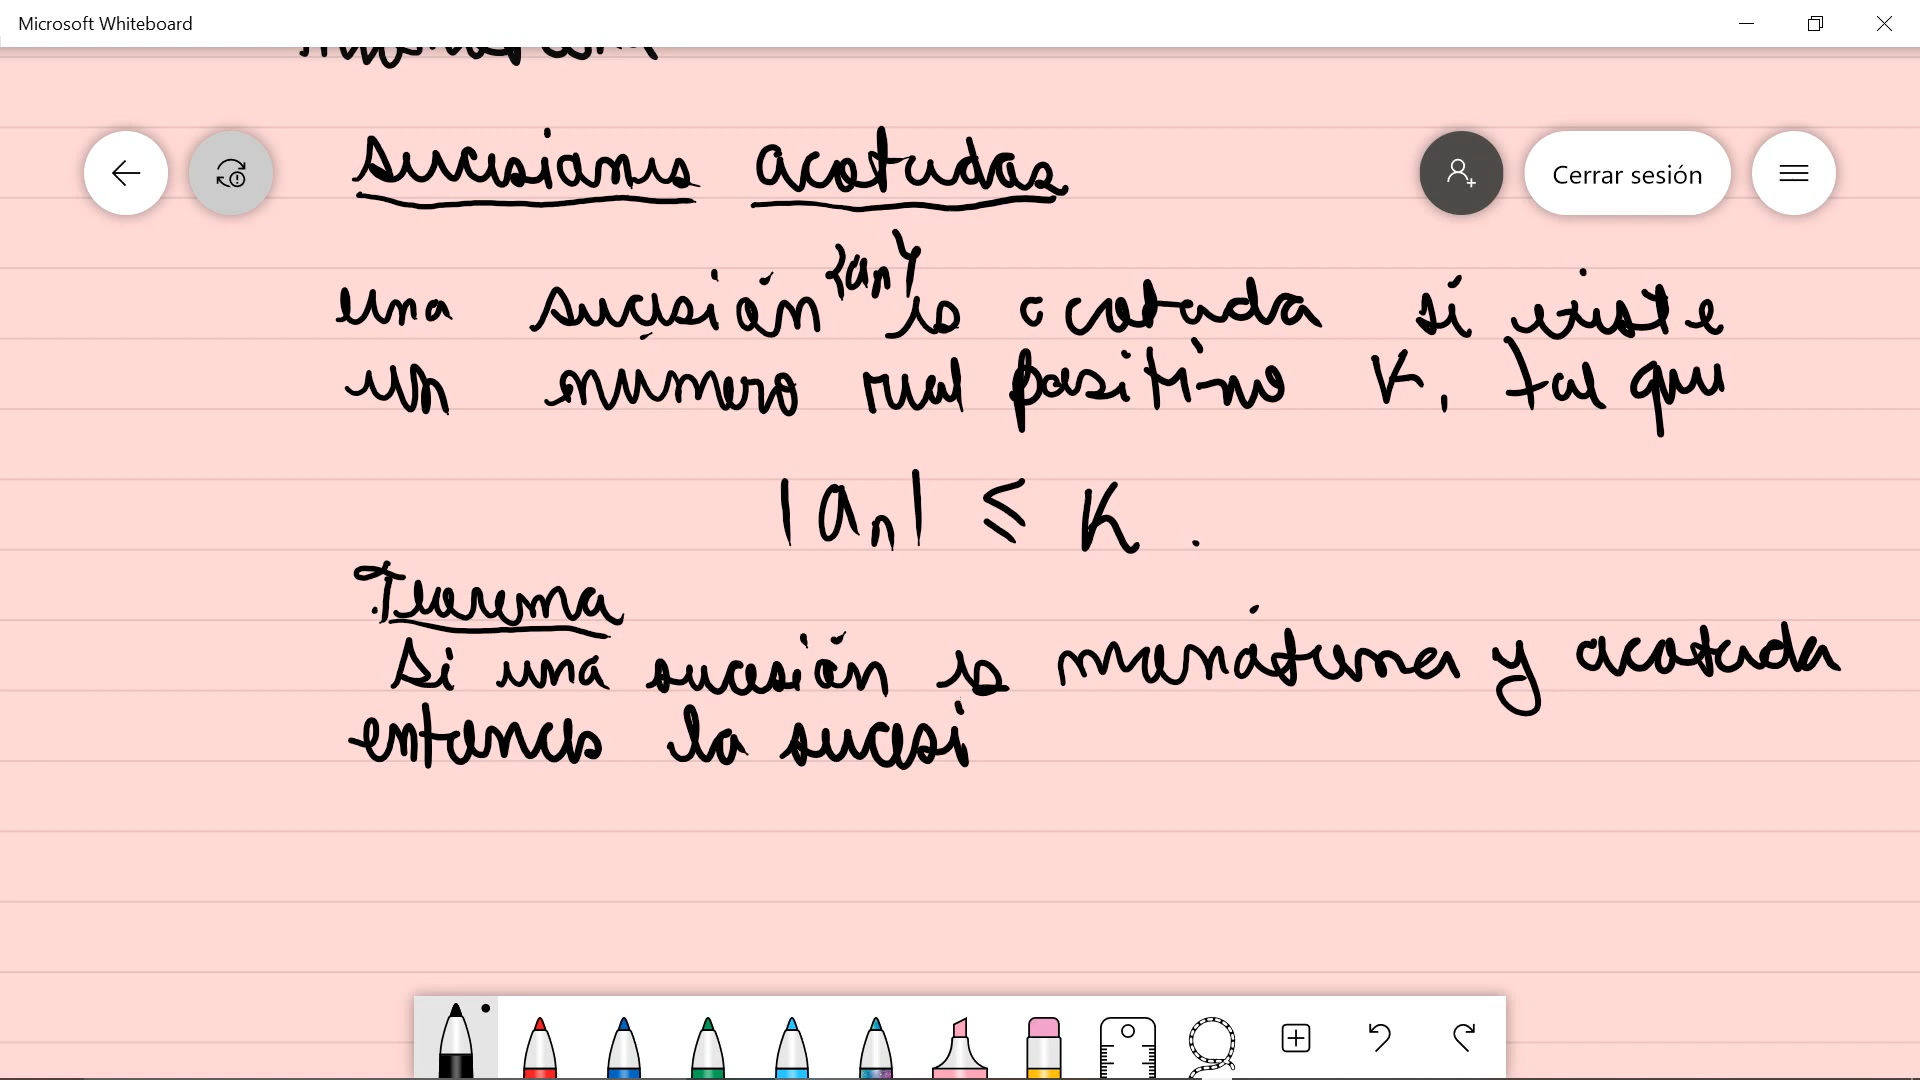 Microsoft Whiteboard
sucesiones acotadas
Cerrar sesión
{an}
una sucesión es acotada si existe
un número real positivo K, tal que
|an| ≤ K.
Teorema
Si una sucesión es monótona y acotada
entonces la sucesi